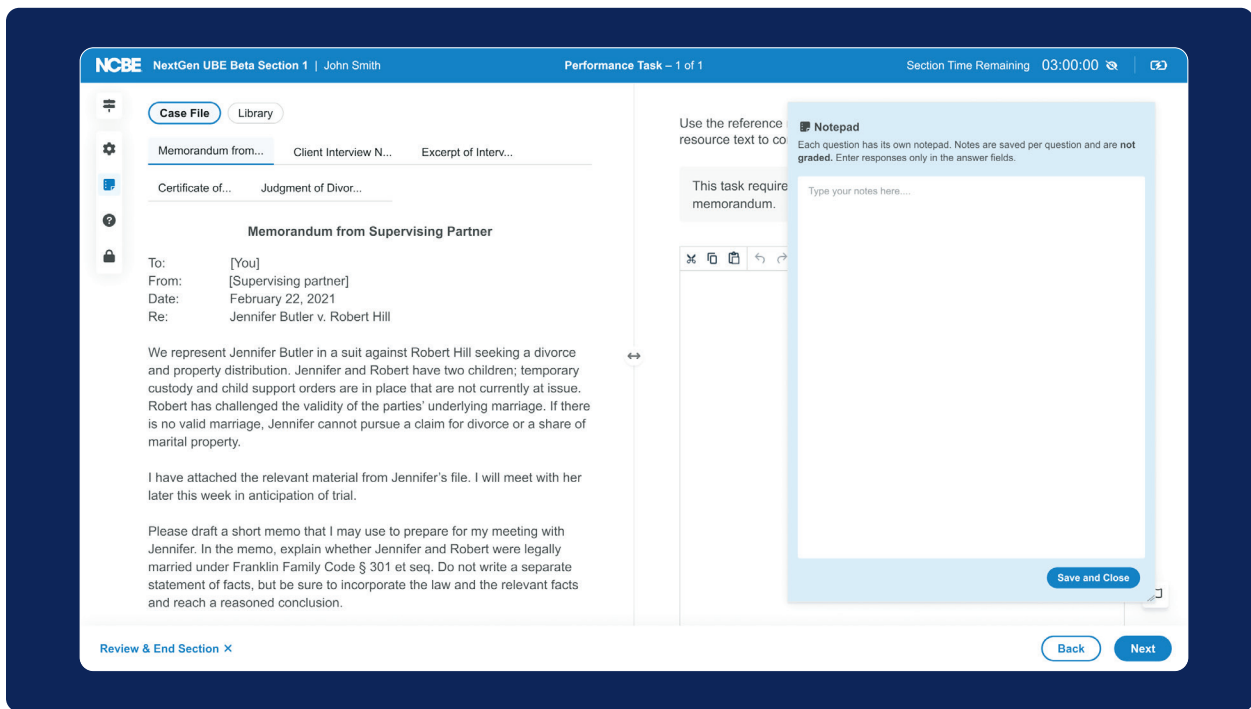 NCBE NextGen UBE Beta Section 1 | John Smith
Performance Task – 1 of 1
Section Time Remaining 03:00:00
Case File
Library
Memorandum from...
Client Interview N...
Excerpt of Interv...
Certificate of...
Judgment of Divor...
Memorandum from Supervising Partner
To: [You]
From: [Supervising partner]
Date: February 22, 2021
Re: Jennifer Butler v. Robert Hill
We represent Jennifer Butler in a suit against Robert Hill seeking a divorce
and property distribution. Jennifer and Robert have two children; temporary
custody and child support orders are in place that are not currently at issue.
Robert has challenged the validity of the parties' underlying marriage. If there
is no valid marriage, Jennifer cannot pursue a claim for divorce or a share of
marital property.
I have attached the relevant material from Jennifer's file. I will meet with her
later this week in anticipation of trial.
Please draft a short memo that I may use to prepare for my meeting with
Jennifer. In the memo, explain whether Jennifer and Robert were legally
married under Franklin Family Code § 301 et seq. Do not write a separate
statement of facts, but be sure to incorporate the law and the relevant facts
and reach a reasoned conclusion.
Use the reference
resource text to co
This task require
memorandum.
Notepad
Each question has its own notepad. Notes are saved per question and are not
graded. Enter responses only in the answer fields.
Type your notes here....
Save and Close
Review & End Section ×
Back
Next